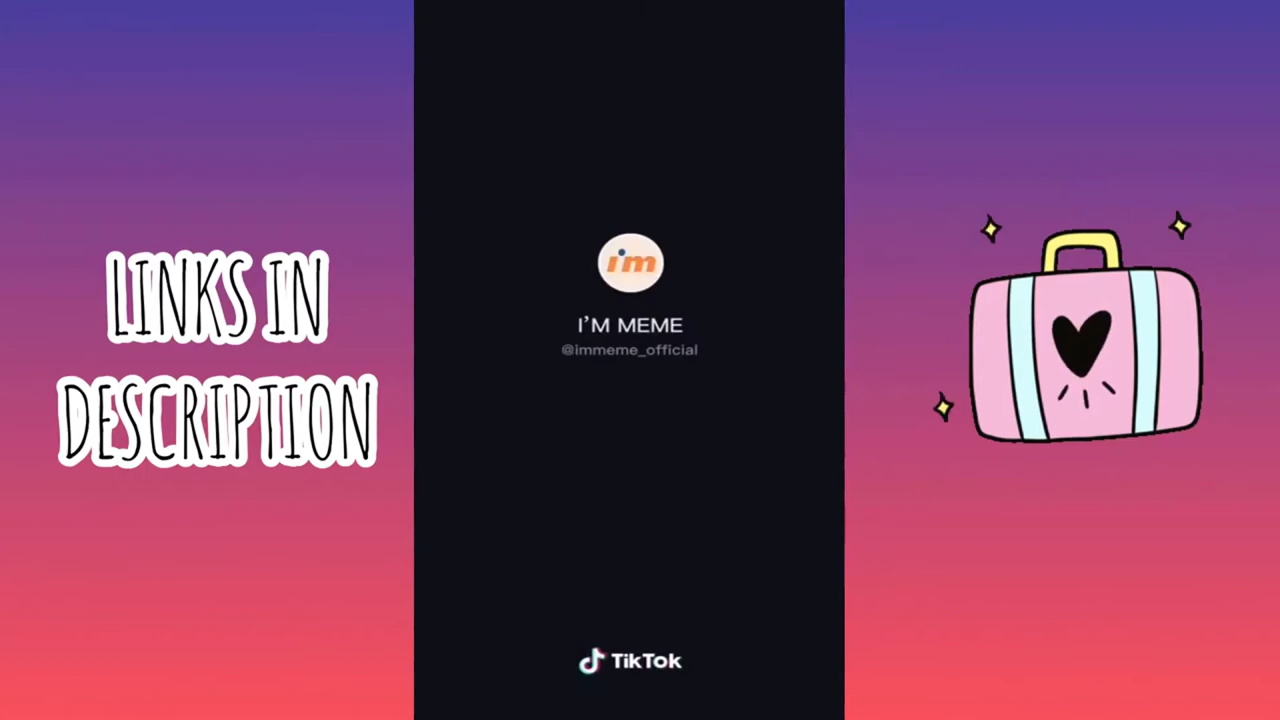 LINKS IN
DESCRIPTION
i'm
I'M MEME
@immeme_official
TikTok